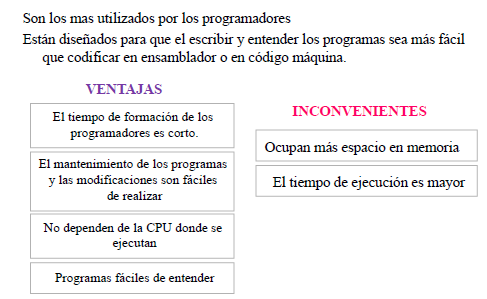 Son los mas utilizados por los programadores
Están diseñados para que el escribir y entender los programas sea más fácil
que codificar en ensamblador o en código máquina.
VENTAJAS
El tiempo de formación de los
programadores es corto.
El mantenimiento de los programas
y las modificaciones son fáciles
de realizar
No dependen de la CPU donde se
ejecutan
Programas fáciles de entender
INCONVENIENTES
Ocupan más espacio en memoria
El tiempo de ejecución es mayor